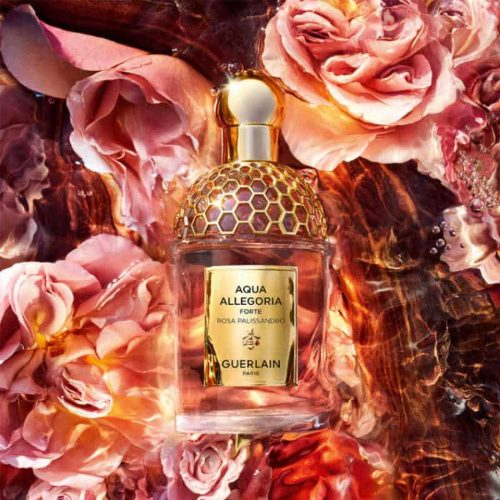 AQUA
ALLEGORIA
FORTE
ROSA PALISSANDRO
GUERLAIN
PARIS